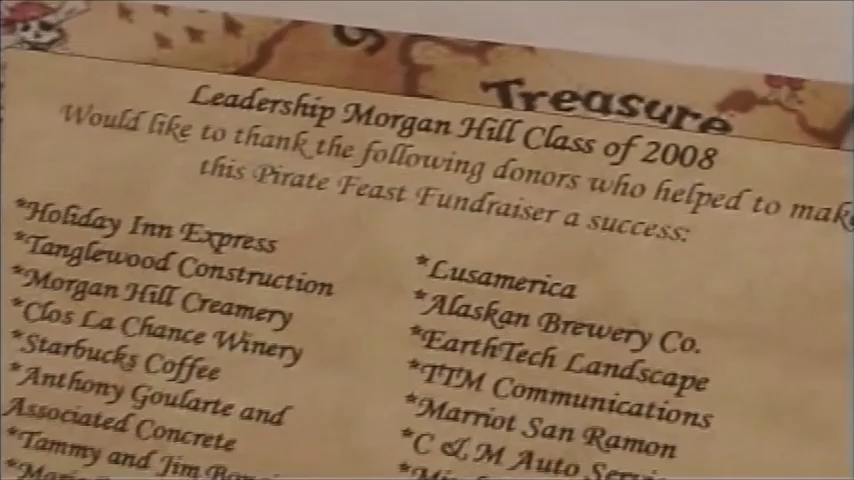 Treasure
Leadership Morgan Hill Class of 2008
Would like to thank the following donors who helped to make
this Pirate Feast Fundraiser a success:
*Holiday Inn Express
*Tanglewood Construction
*Morgan Hill Creamery
*Clos La Chance Winery
*Starbucks Coffee
*Anthony Goularte and
Associated Concrete
*Tammy and Jim
*Lusamerica
*Alaskan Brewery Co.
*EarthTech Landscape
*TTM Communications
*Marriot San Ramon
*C & M Auto